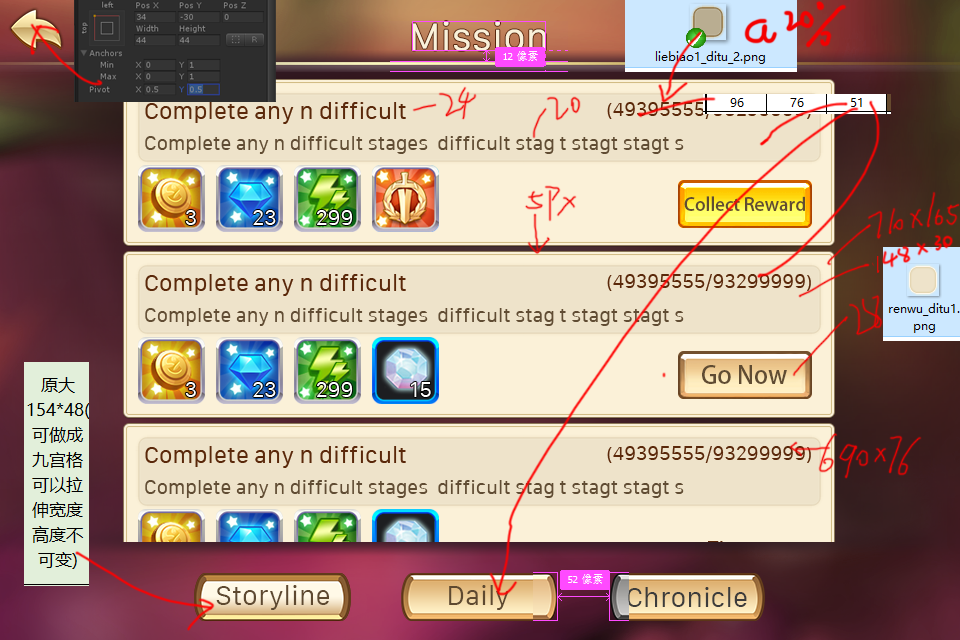 left
Pos X Pos Y Pos Z
34 -30 0
Width Height
44 44
R
top
Anchors
Min X 0 Y 1
Max X 0 Y 1
Pivot X 0.5 Y 0.5
Mission
12 像素
liebiao1_ditu_2.png
a 20%
Complete any n difficult
-24
20
96 76 51
Complete any n difficult stages difficult stag t stagt stagt s
3
23
299
Collect Reward
5px
710×165
148×30
Complete any n difficult
(49395555/93299999)
Complete any n difficult stages difficult stag t stagt stagt s
renwu_ditu1.
png
28
3
23
299
15
Go Now
原大
154*48(
可做成
九宫格
可以拉
伸宽度
高度不
可变)
Complete any n difficult
(49395555/93299999)
690×76
Complete any n difficult stages difficult stag t stagt stagt s
Storyline
Daily
52 像素
Chronicle